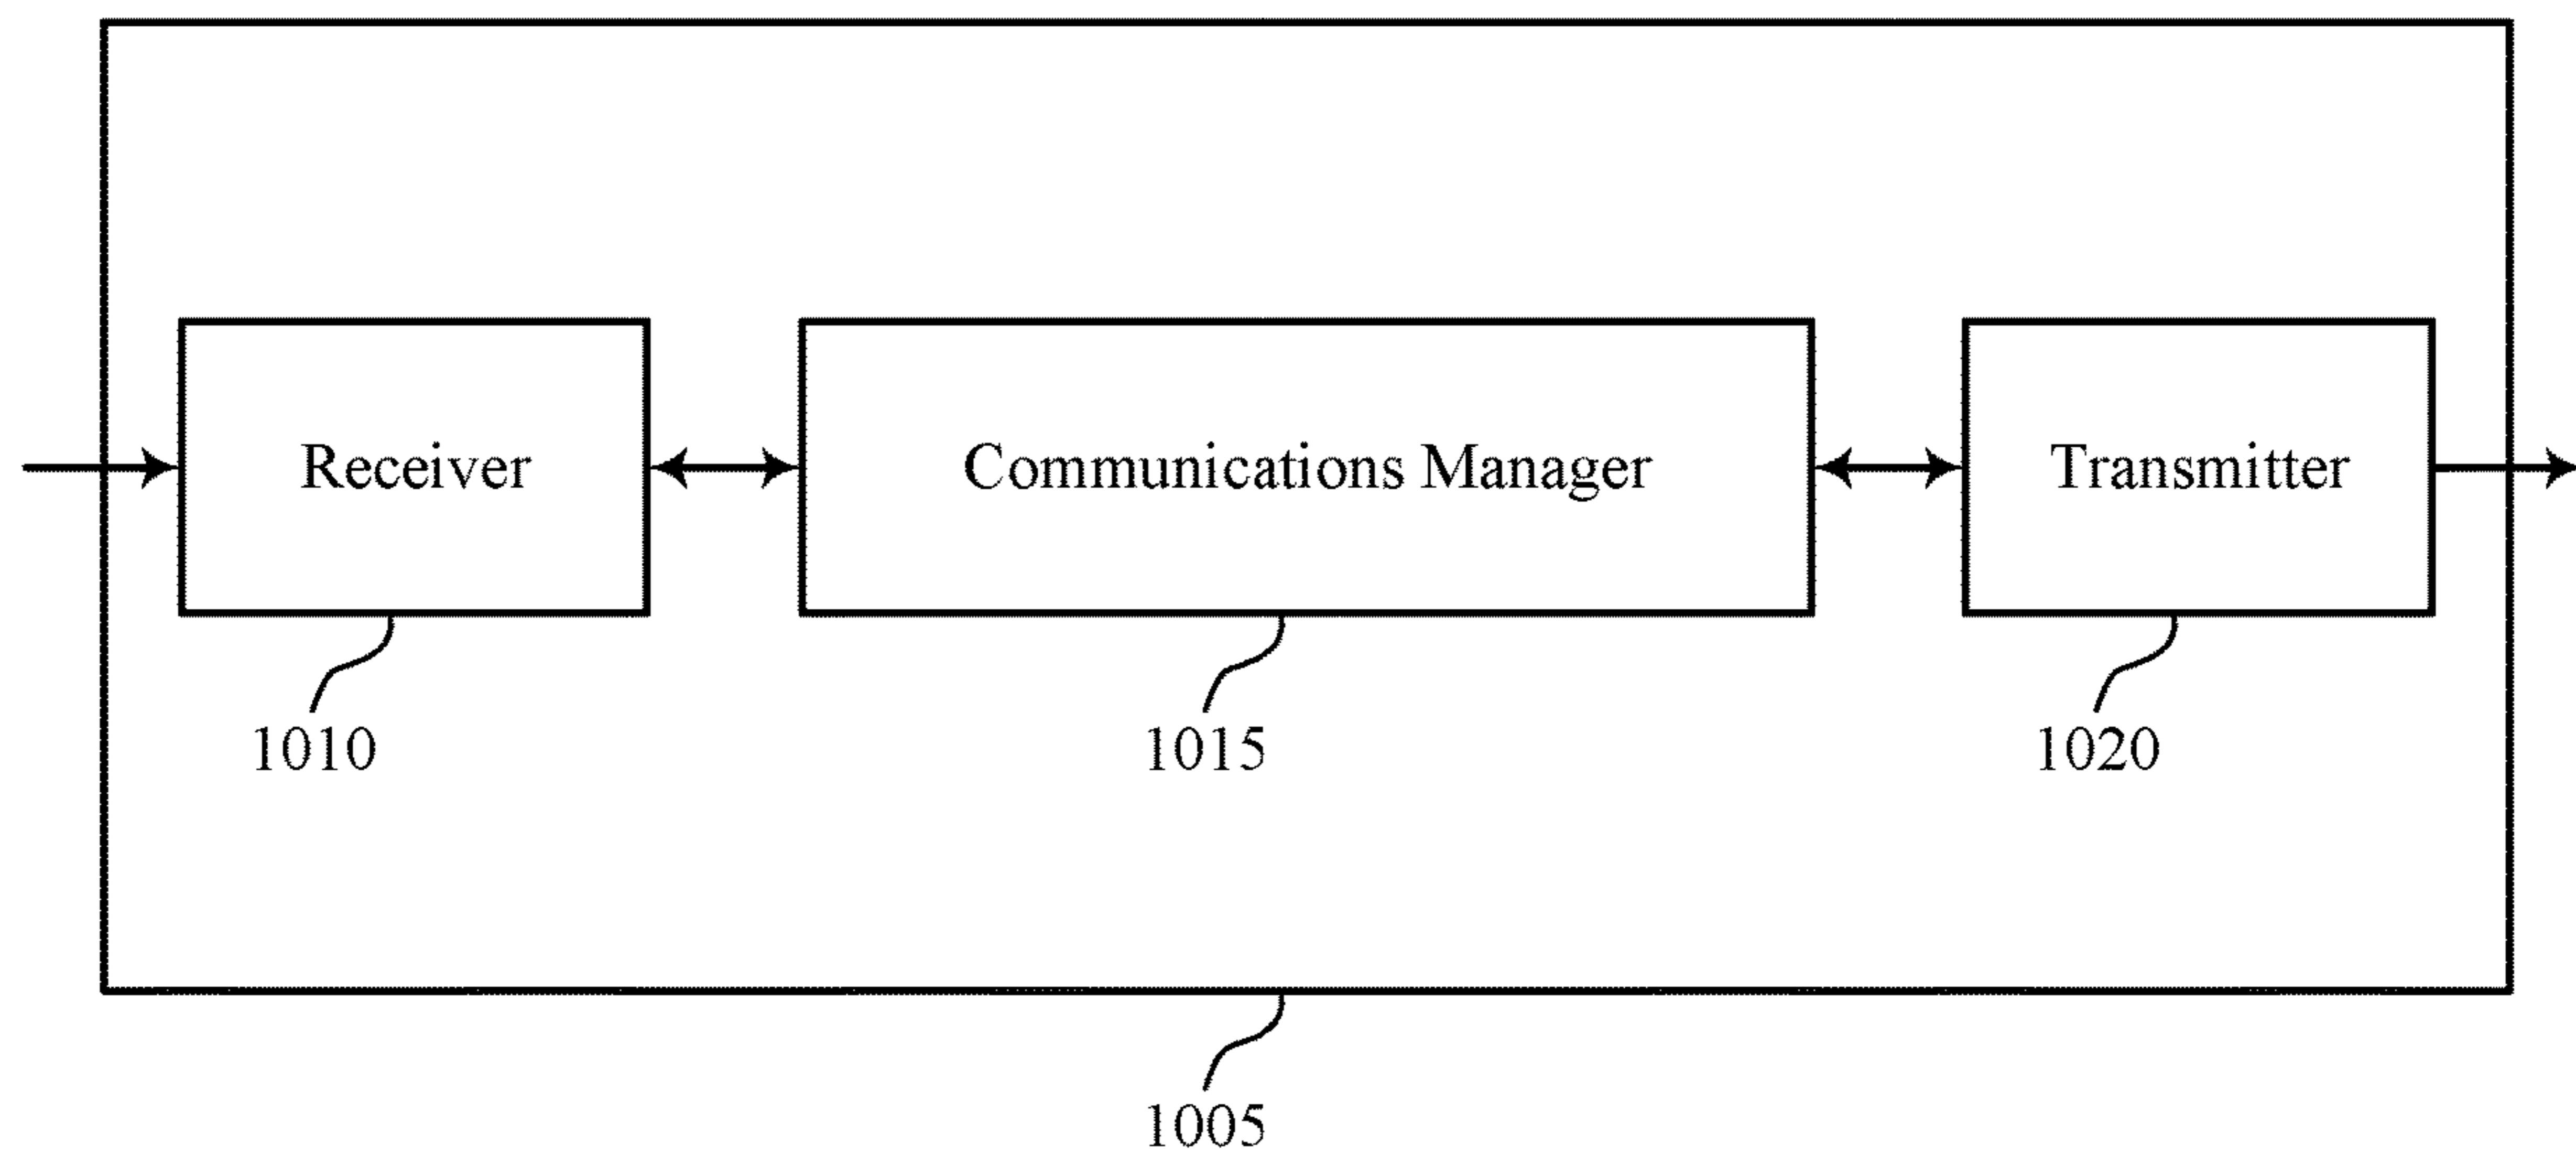 Receiver
Communications Manager
Transmitter
1010
1015
1020
1005